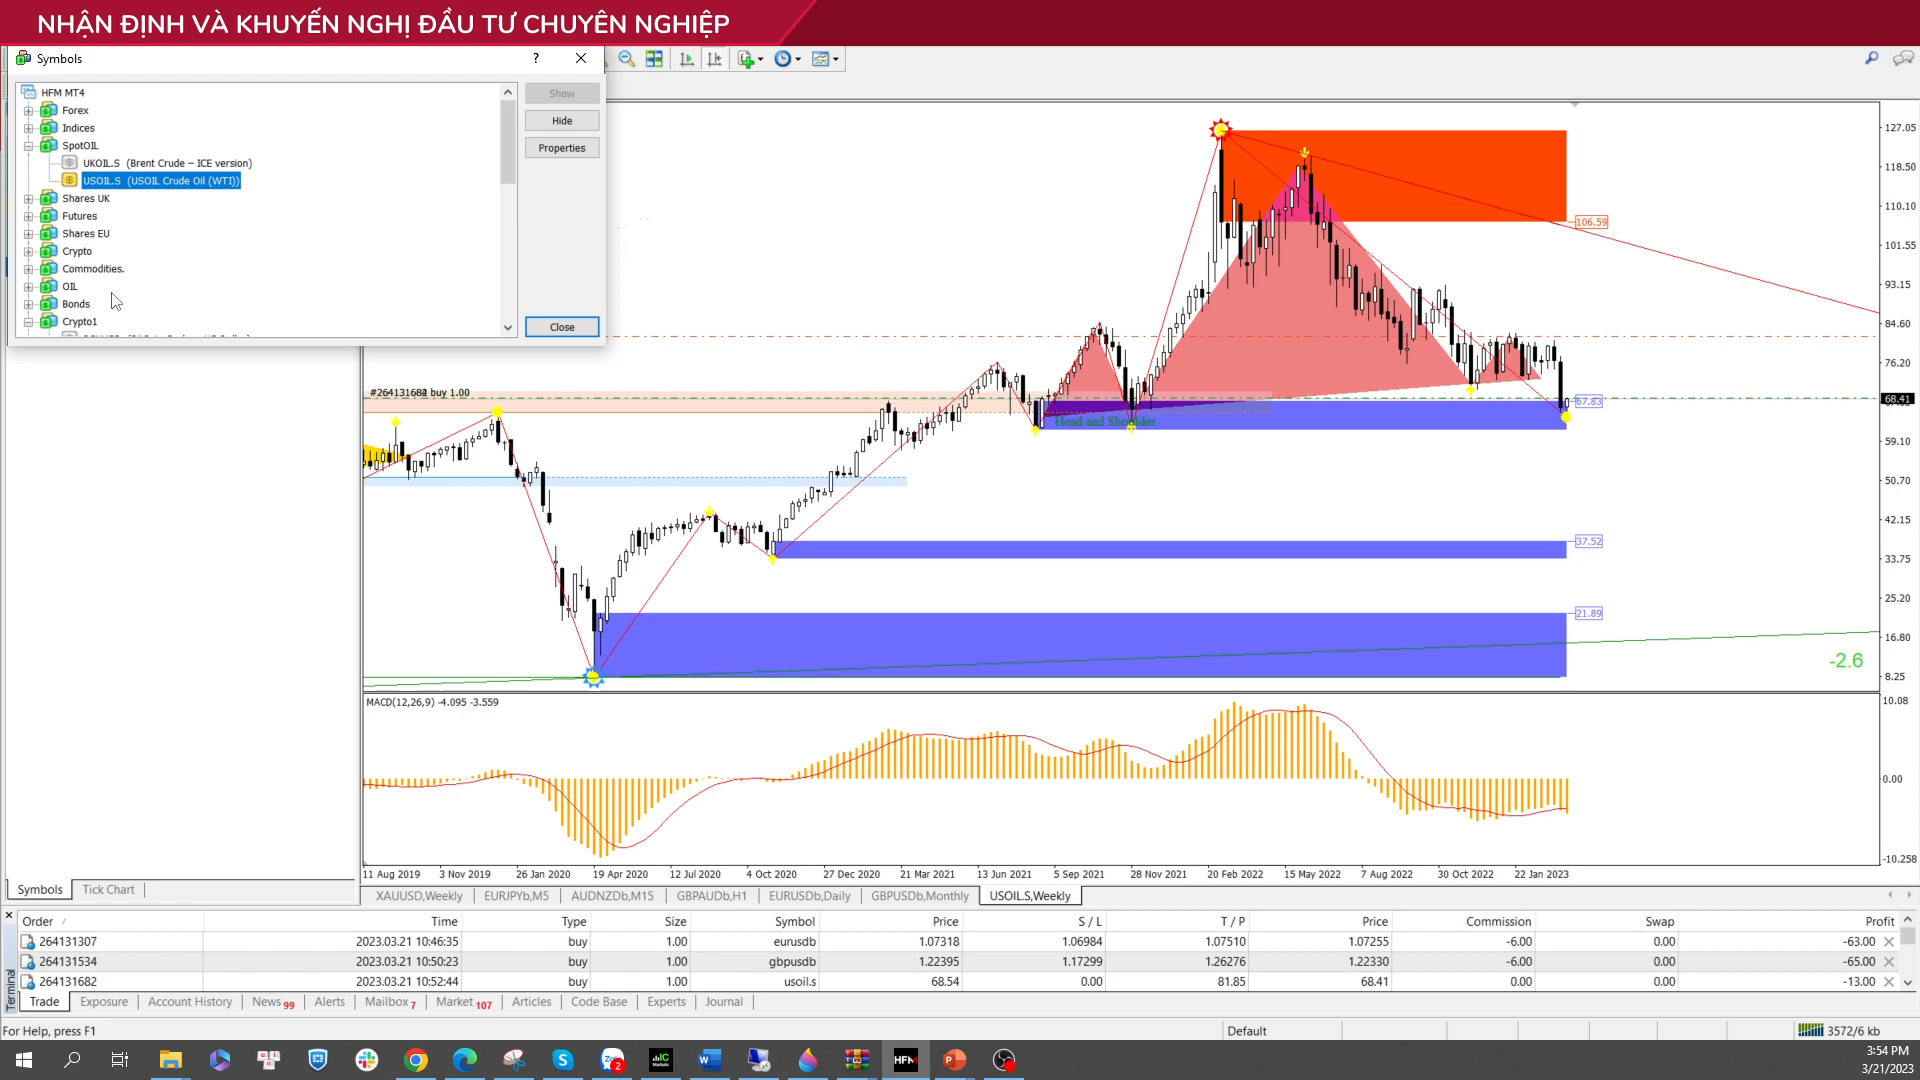 NHẬN ĐỊNH VÀ KHUYẾN NGHỊ ĐẦU TƯ CHUYÊN NGHIỆP
Symbols
?
HFM MT4
Forex
Indices
SpotOIL
UKOIL.S (Brent Crude – ICE version)
USOIL.S (USOIL Crude Oil (WTI))
Shares UK
Futures
Shares EU
Crypto
Commodities.
OIL
Bonds
Crypto1
Show
Hide
Properties
Close
127.05
118.50
110.10
101.55
93.15
84.60
76.20
68.41
59.10
50.70
42.15
33.75
25.20
16.80
8.25
106.59
67.83
37.52
21.89
-2.6
buy 1.00
Head and Shoulder
MACD(12,26,9) -4.095 -3.559
10.08
0.00
-10.258
11 Aug 2019 3 Nov 2019 26 Jan 2020 19 Apr 2020 12 Jul 2020 4 Oct 2020 27 Dec 2020 21 Mar 2021 13 Jun 2021 5 Sep 2021 28 Nov 2021 20 Feb 2022 15 May 2022 7 Aug 2022 30 Oct 2022 22 Jan 2023
Symbols Tick Chart
XAUUSD,Weekly EURJPYb,M5 AUDNZDb,M15 GBPAUDb,H1 EURUSDb,Daily GBPUSDb,Monthly USOIL.S,Weekly
Order Time Type Size Symbol Price S / L T / P Price Commission Swap Profit
264131307 2023.03.21 10:46:35 buy 1.00 eurusdb 1.07318 1.06984 1.07510 1.07255 -6.00 0.00 -63.00
264131534 2023.03.21 10:50:23 buy 1.00 gbpusdb 1.22395 1.17299 1.26276 1.22330 -6.00 0.00 -65.00
264131682 2023.03.21 10:52:44 buy 1.00 usoil.s 68.54 0.00 81.85 68.41 0.00 0.00 -13.00
Terminal
Trade Exposure Account History News 99 Alerts Mailbox 7 Market 107 Articles Code Base Experts Journal
For Help, press F1
Default
3572/6 kb
Zalo 2
IC Markets
HFM
3:54 PM
3/21/2023